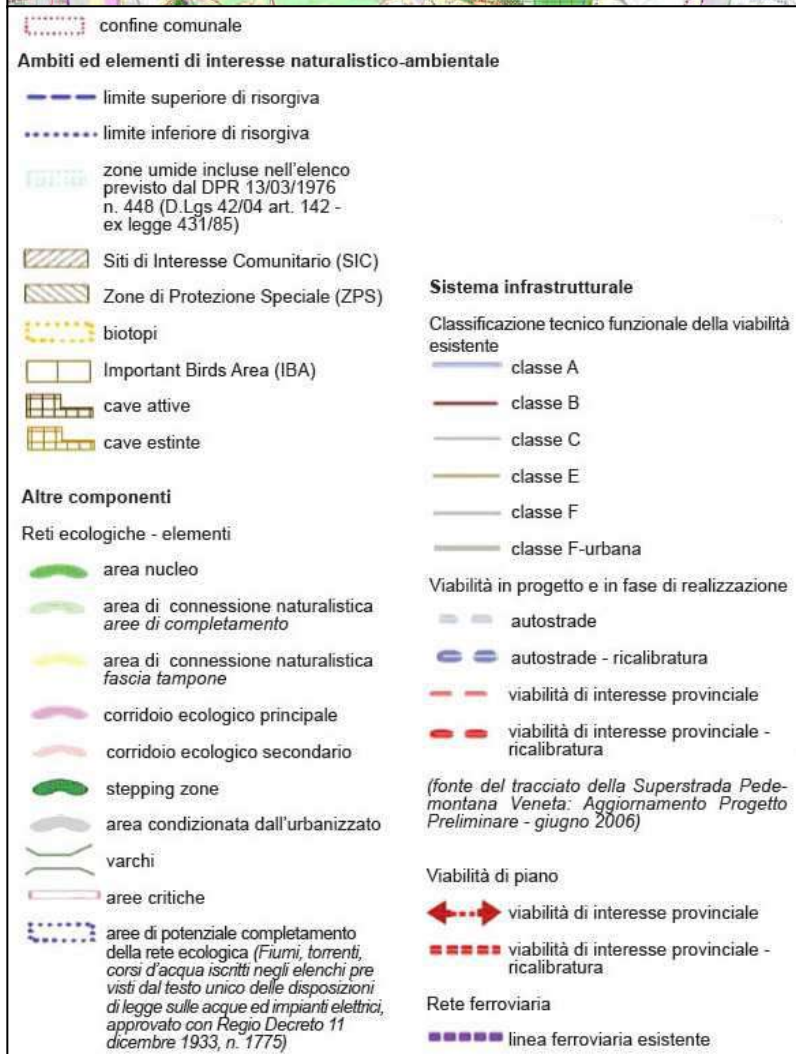 confine comunale
Ambiti ed elementi di interesse naturalistico-ambientale
limite superiore di risorgiva
limite inferiore di risorgiva
zone umide incluse nell'elenco
previsto dal DPR 13/03/1976
n. 448 (D.Lgs 42/04 art. 142 -
ex legge 431/85)
Siti di Interesse Comunitario (SIC)
Zone di Protezione Speciale (ZPS)
biotopi
Important Birds Area (IBA)
cave attive
cave estinte
Altre componenti
Reti ecologiche - elementi
area nucleo
area di connessione naturalistica
aree di completamento
area di connessione naturalistica
fascia tampone
corridoio ecologico principale
corridoio ecologico secondario
stepping zone
area condizionata dall'urbanizzato
varchi
aree critiche
aree di potenziale completamento
della rete ecologica (Fiumi, torrenti,
corsi d'acqua iscritti negli elenchi pre
visti dal testo unico delle disposizioni
di legge sulle acque ed impianti elettrici,
approvato con Regio Decreto 11
dicembre 1933, n. 1775)
Sistema infrastrutturale
Classificazione tecnico funzionale della viabilità
esistente
classe A
classe B
classe C
classe E
classe F
classe F-urbana
Viabilità in progetto e in fase di realizzazione
autostrade
autostrade - ricalibratura
viabilità di interesse provinciale
viabilità di interesse provinciale -
ricalibratura
(fonte del tracciato della Superstrada Pede-
montana Veneta: Aggiornamento Progetto
Preliminare - giugno 2006)
Viabilità di piano
viabilità di interesse provinciale
viabilità di interesse provinciale -
ricalibratura
Rete ferroviaria
linea ferroviaria esistente